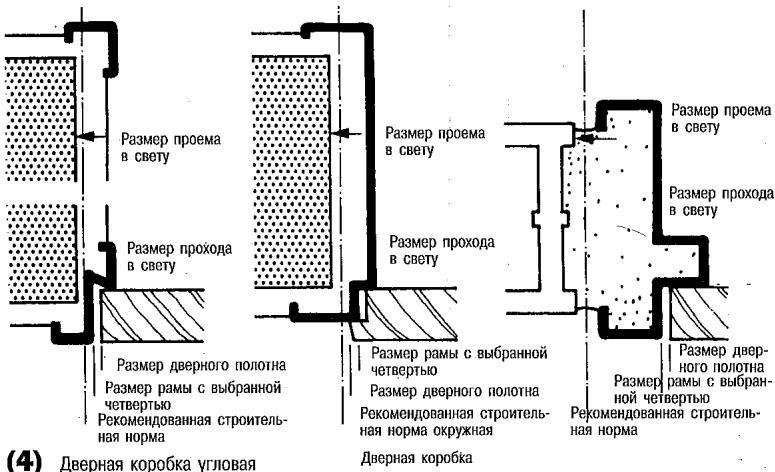 Размер проема
в свету
Размер прохода
в свету
Размер дверного полотна
Размер рамы с выбранной
четвертью
Рекомендованная строитель-
ная норма
(4) Дверная коробка угловая
Размер проема
в свету
Размер прохода
в свету
Размер рамы с выбранной
четвертью
Размер дверного полотна
Рекомендованная строитель-
ная норма окружная
Дверная коробка
Размер проема
в свету
Размер прохода
в свету
Размер двер-
ного полотна
Размер рамы с выбран-
ной четвертью
Рекомендованная строитель-
ная норма